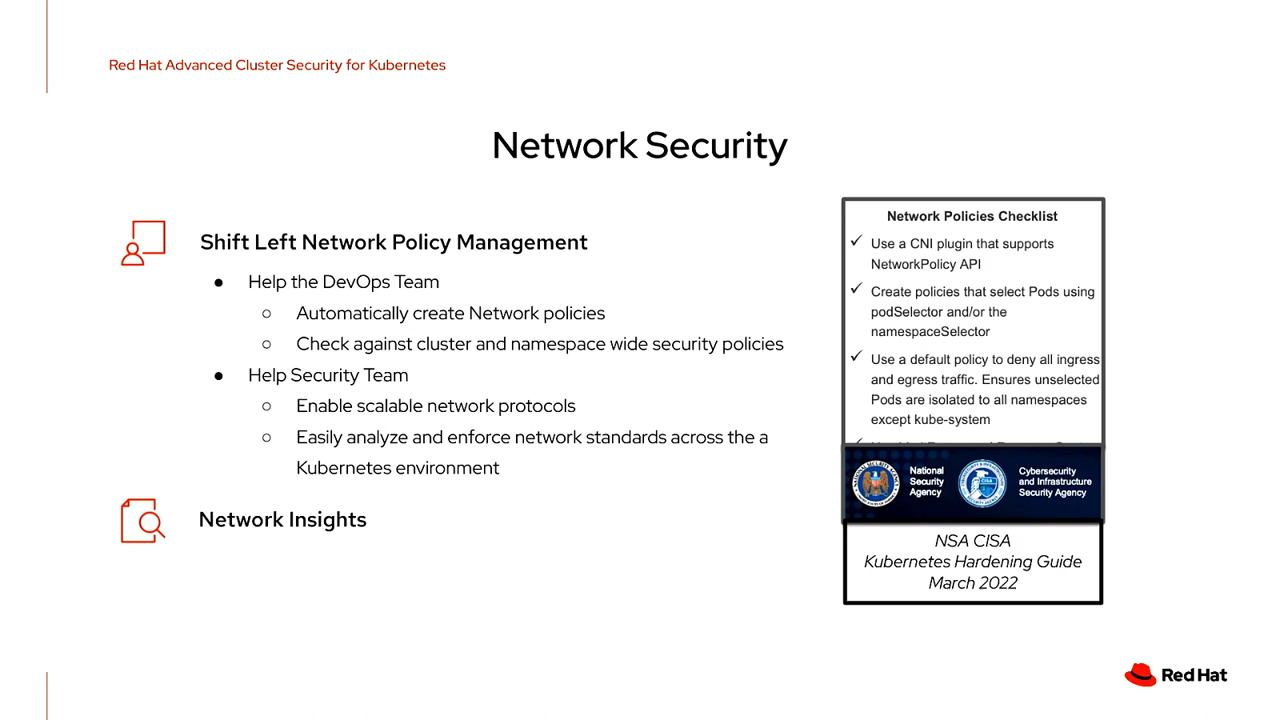 Red Hat Advanced Cluster Security for Kubernetes
Network Security
Shift Left Network Policy Management
● Help the DevOps Team
○ Automatically create Network policies
○ Check against cluster and namespace wide security policies
● Help Security Team
○ Enable scalable network protocols
○ Easily analyze and enforce network standards across the a
Kubernetes environment
Network Insights
Network Policies Checklist
✓ Use a CNI plugin that supports
NetworkPolicy API
✓ Create policies that select Pods using
podSelector and/or the
namespaceSelector
✓ Use a default policy to deny all ingress
and egress traffic. Ensures unselected
Pods are isolated to all namespaces
except kube-system
National
Security
Agency
CISA
Cybersecurity
and Infrastructure
Security Agency
NSA CISA
Kubernetes Hardening Guide
March 2022
Red Hat